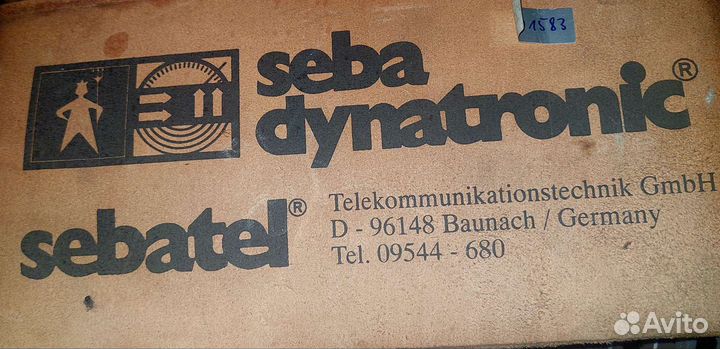 1583
seba
dynatronic®
sebatel®
Telekommunikationstechnik GmbH
D - 96148 Baunach / Germany
Tel. 09544 - 680
Avito